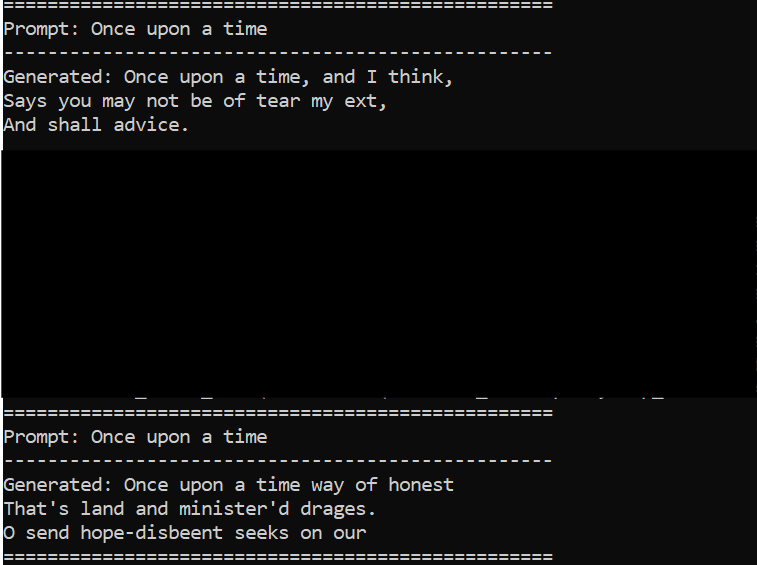 ==================================================
Prompt: Once upon a time
--------------------------------------------------
Generated: Once upon a time, and I think,
Says you may not be of tear my ext,
And shall advice.
==================================================
Prompt: Once upon a time
--------------------------------------------------
Generated: Once upon a time way of honest
That's land and minister'd drages.
O send hope-disbeent seeks on our
==================================================